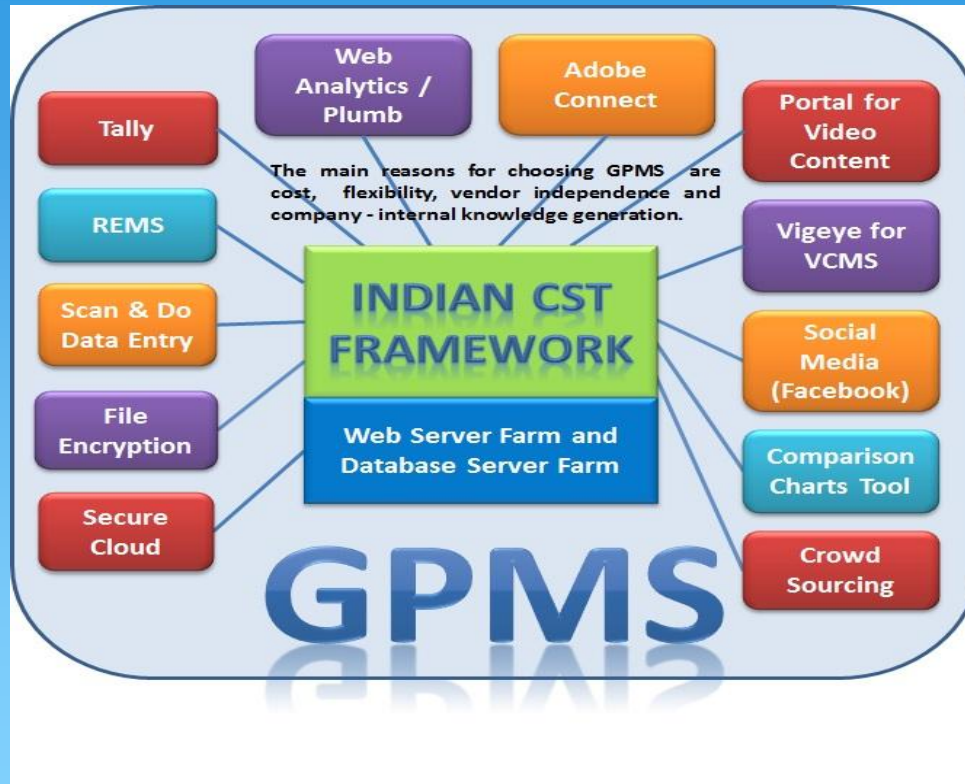 Web
Analytics /
Plumb
Adobe
Connect
Tally
Portal for
Video
Content
The main reasons for choosing GPMS are
cost, flexibility, vendor independence and
company - internal knowledge generation.
REMS
Vigeye for
VCMS
INDIAN CST
FRAMEWORK
Scan & Do
Data Entry
Social
Media
(Facebook)
File
Encryption
Web Server Farm and
Database Server Farm
Comparison
Charts Tool
Secure
Cloud
Crowd
Sourcing
GPMS